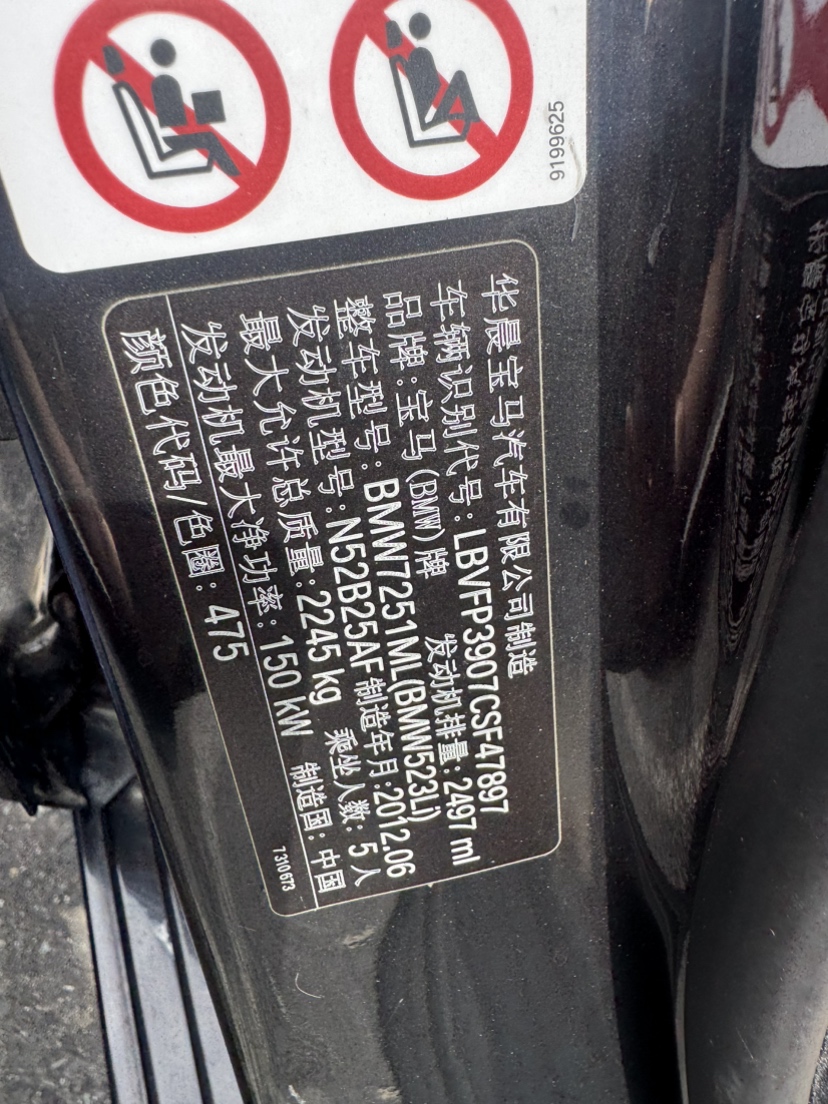 9199625
华晨宝马汽车有限公司制造
车辆识别代号:LBVFP3907CSF47897
品牌:宝马(BMW)牌 发动机排量:2497 ml
整车型号:BMW7251ML(BMW523Li)
发动机型号:N52B25AF 制造年月:2012.06
最大允许总质量:2245 kg 乘坐人数:5人
发动机最大净功率:150 kW 制造国:中国
颜色代码/色圈:475
7310673